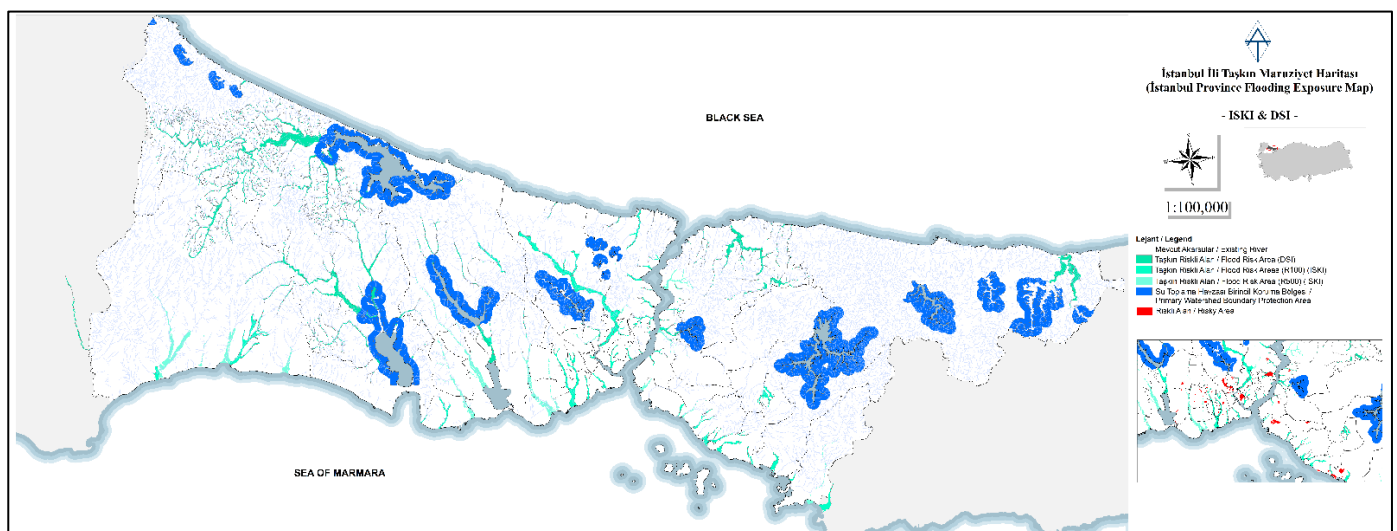 İstanbul İli Taşkın Maruziyet Haritası
(İstanbul Province Flooding Exposure Map)
- ISKI & DSI -
BLACK SEA
1:100,000
Lejant / Legend
Mevcut Akarsular / Existing River
Taşkın Riskli Alan / Flood Risk Area (DSI)
Taşkın Riskli Alan / Flood Risk Areas (R100) (ISKI)
Taşkın Riskli Alan / Flood Risk Area (R500) (ISKI)
Su Toplama Havzası Birincil Koruma Bölgesi /
Primary Watershed Boundary Protection Area
Riskli Alan / Risky Area
SEA OF MARMARA